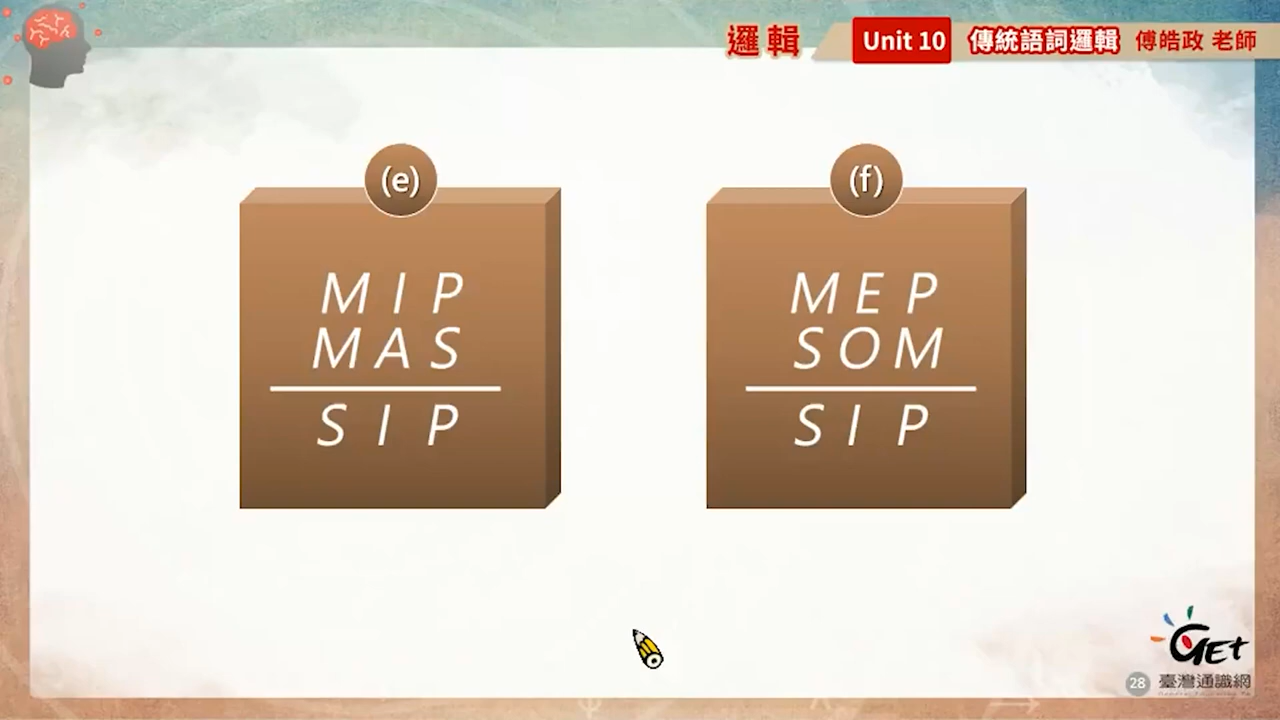 邏輯 Unit 10 傳統語詞邏輯 傅皓政 老師
(e)
M I P
M A S
S I P
(f)
M E P
S O M
S I P
GEt
28 臺灣通識網